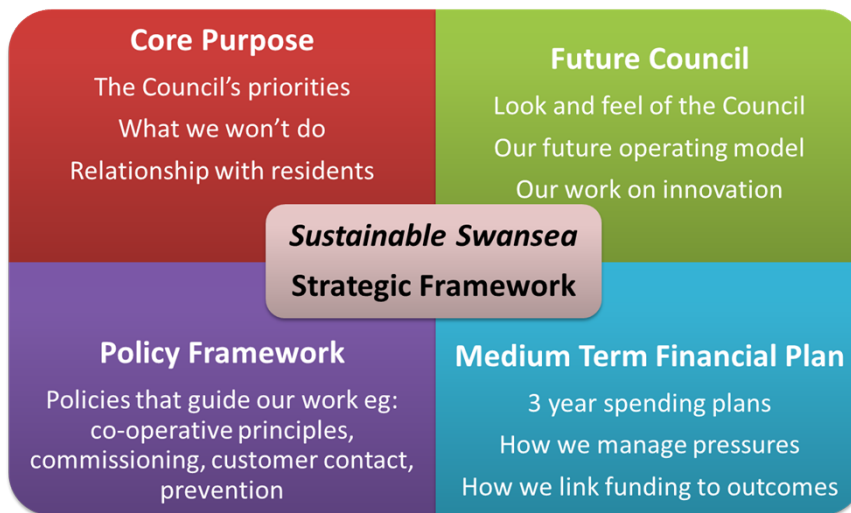 Core Purpose
The Council's priorities
What we won't do
Relationship with residents
Future Council
Look and feel of the Council
Our future operating model
Our work on innovation
Sustainable Swansea
Strategic Framework
Policy Framework
Policies that guide our work eg:
co-operative principles,
commissioning, customer contact,
prevention
Medium Term Financial Plan
3 year spending plans
How we manage pressures
How we link funding to outcomes